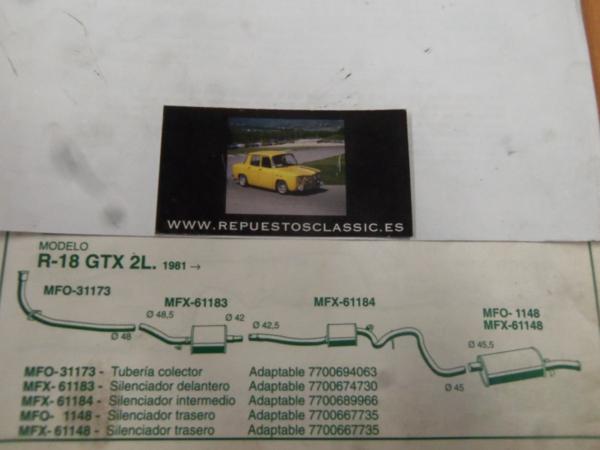 WWW.REPUESTOSCLASSIC.ES
MODELO
R-18 GTX 2L. 1981 →
MFO-31173
MFX-61183
MFX-61184
MFO- 1148
MFX-61148
Ø 48
Ø 48,5
Ø 42
Ø 42,5
Ø 45
Ø 45,5
MFO-31173 - Tubería colector Adaptable 7700694063
MFX- 61183 - Silenciador delantero Adaptable 7700674730
MFX- 61184 - Silenciador intermedio Adaptable 7700689966
MFO- 1148 - Silenciador trasero Adaptable 7700667735
MFX- 61148 - Silenciador trasero Adaptable 7700667735